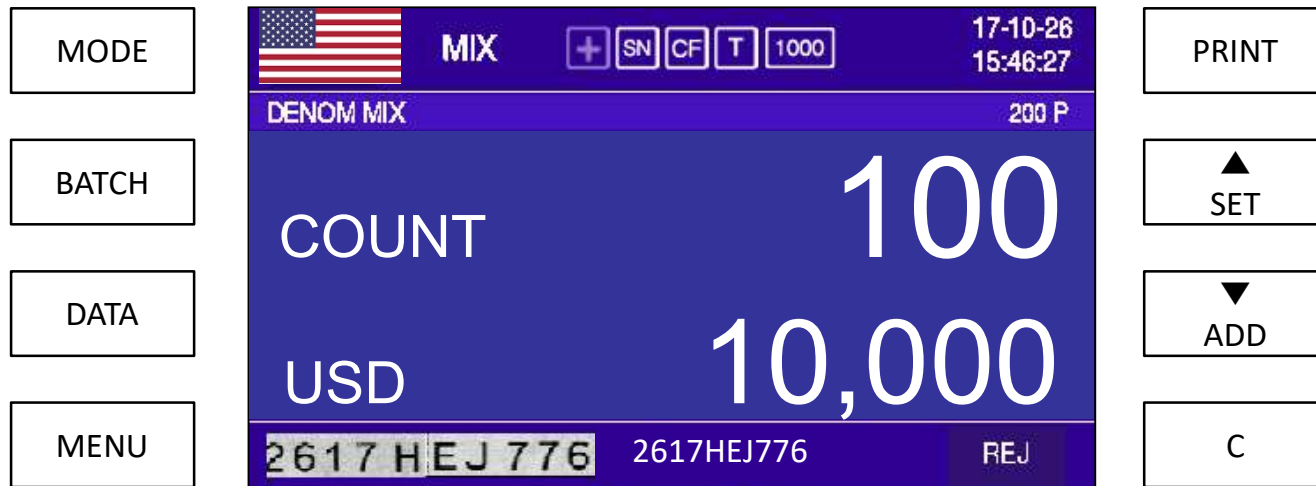 MODE
BATCH
DATA
MENU
MIX + SN CF T 1000 17-10-26
15:46:27
DENOM MIX 200 P
COUNT 100
USD 10,000
2617HEJ776 2617HEJ776 REJ
PRINT
▲
SET
▼
ADD
C